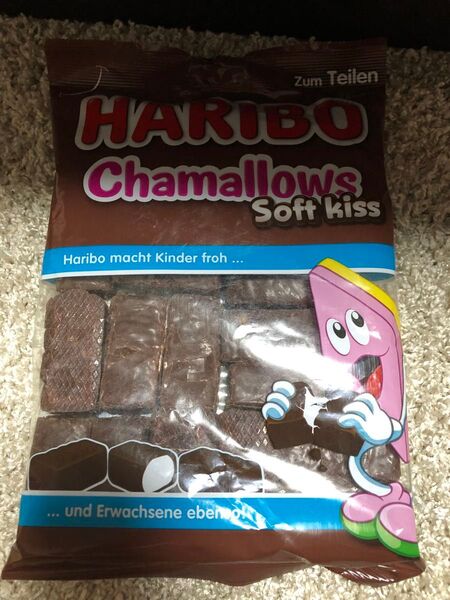 Zum Teilen
HARIBO
Chamallows
Soft kiss
Haribo macht Kinder froh ...
... und Erwachsene ebenso!